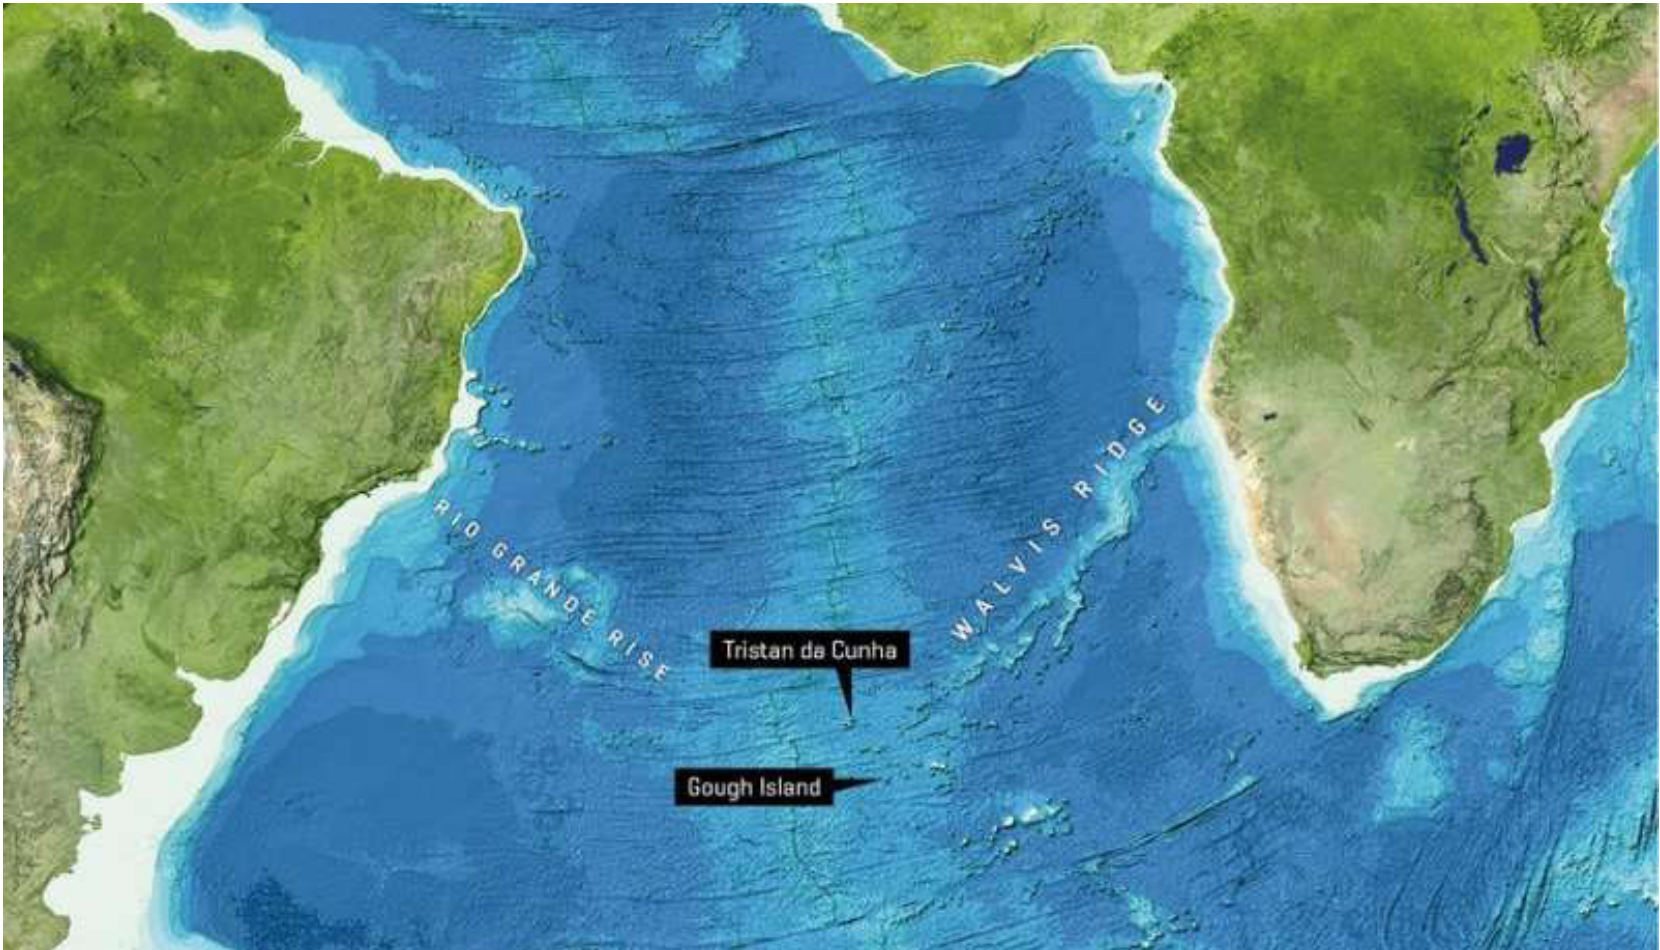 WALVIS RIDGE
RIO GRANDE RISE
Tristan da Cunha
Gough Island